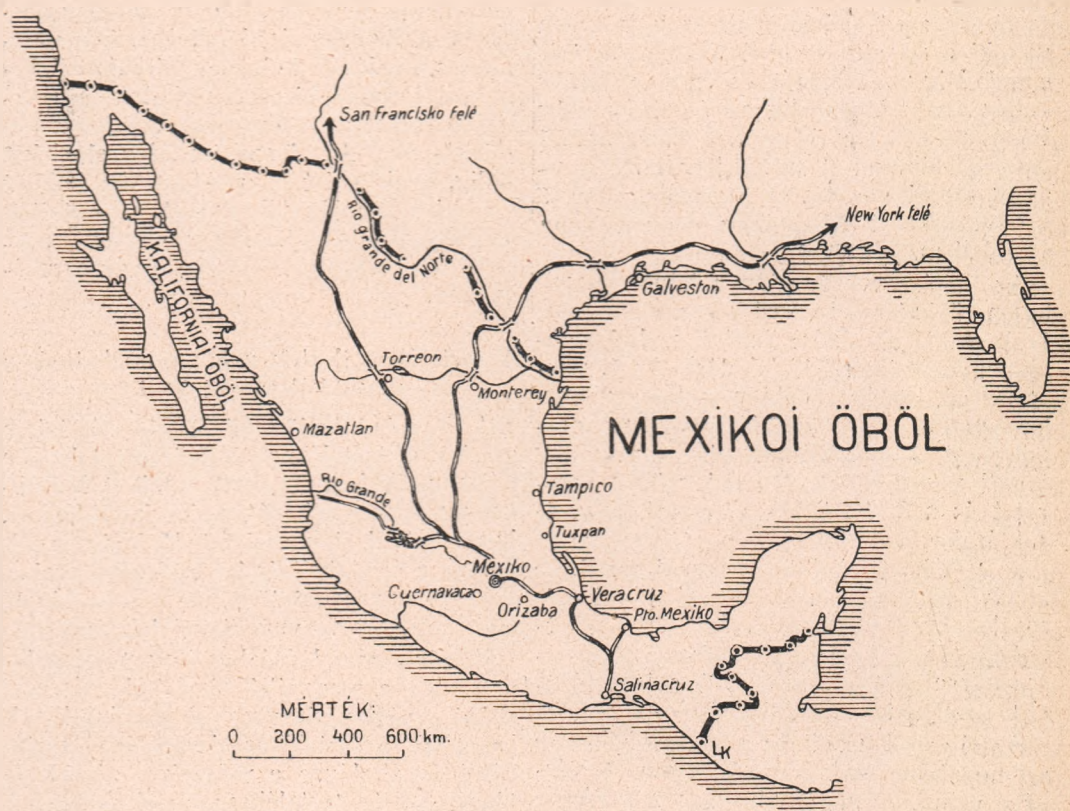 San Francisko felé
New York felé
Rio grande del Norte
KALIFORNIAI ÖBÖL
Galveston
Torreon
Monterey
Mazatlan
MEXIKOI ÖBÖL
Rio Grande
Tampico
Tuxpan
Mexiko
Cuernavaca
Orizaba
Veracruz
Pto. Mexiko
Salinacruz
MÉRTÉK:
0 200 400 600 km.
LK